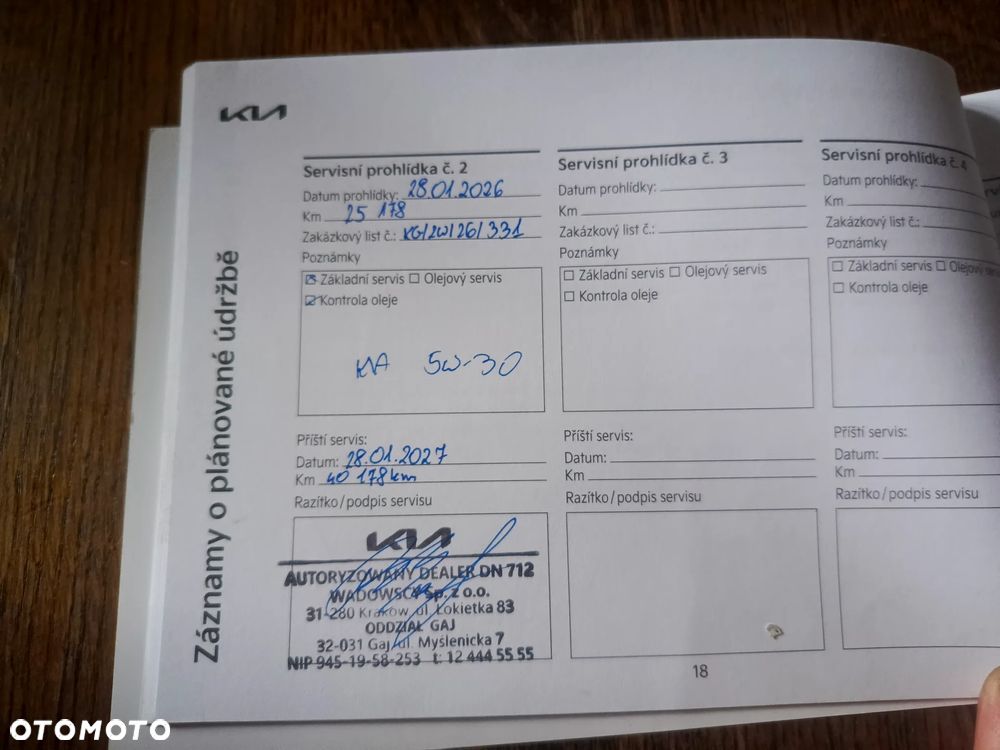 KIA
Záznamy o plánované údržbě
Servisní prohlídka č. 2
Datum prohlídky: 28.01.2026
Km 25 178
Zakázkový list č.: KG/ZW/26/331
Poznámky
Základní servis Olejový servis
Kontrola oleje
KIA 5W-30
Příští servis:
Datum: 28.01.2027
Km 40 178km
Razítko/podpis servisu
KIA
AUTORYZOWANY DEALER DN 712
WADOWSCY Sp. z o.o.
31-280 Kraków, ul. Łokietka 83
ODDZIAŁ GAJ
32-031 Gaj, ul. Myślenicka 7
NIP 945-19-58-253 t: 12 444 55 55
Servisní prohlídka č. 3
Datum prohlídky:
Km
Zakázkový list č.:
Poznámky
Základní servis Olejový servis
Kontrola oleje
Příští servis:
Datum:
Km
Razítko/podpis servisu
Servisní prohlídka č. 4
Datum prohlídky:
Km
Zakázkový list č.:
Poznámky
Základní servis Olejový
Kontrola oleje
Příští servis:
Datum:
Km
Razítko/podpis servisu
18
OTOMOTO